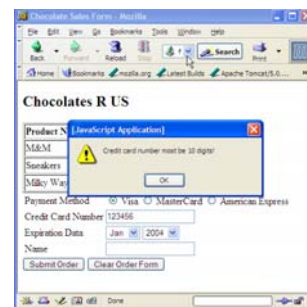 Chocolate Sales Form - Mozilla
File Edit View Go Bookmarks Tools Window Help
Back Forward Reload Stop Search Print
Home Bookmarks mozilla.org Latest Builds Apache Tomcat/5.0....
Chocolates R US
Product N
[JavaScript Application]
Credit card number most be 10 digits!
OK
M&M
Sneakers
Milky Way
Payment Method Visa MasterCard American Express
Credit Card Number 123456
Expiration Data Jan 2004
Name
Submit Order Clear Order Form
Done